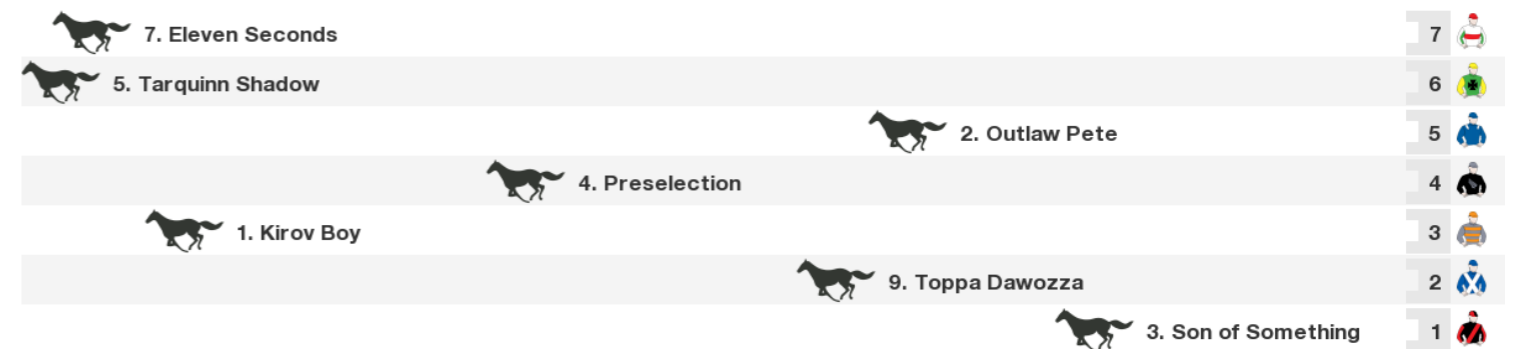 7. Eleven Seconds 7
5. Tarquinn Shadow 6
2. Outlaw Pete 5
4. Preselection 4
1. Kirov Boy 3
9. Toppa Dawozza 2
3. Son of Something 1